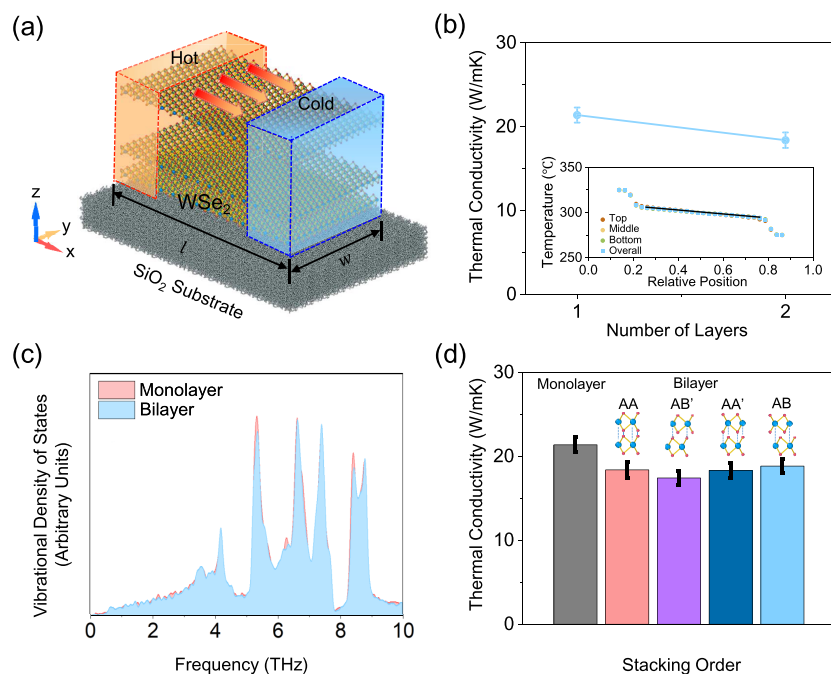 (a)
Hot
Cold
WSe2
z
y
x
l
w
SiO2 Substrate
(b)
Thermal Conductivity (W/mK)
30
20
10
0
1
2
Number of Layers
Temperature (℃)
350
300
250
Top
Middle
Bottom
Overall
0.0 0.2 0.4 0.6 0.8 1.0
Relative Position
(c)
Vibrational Density of States
(Arbitrary Units)
Monolayer
Bilayer
0 2 4 6 8 10
Frequency (THz)
(d)
Thermal Conductivity (W/mK)
30
20
10
0
Monolayer
Bilayer
AA AB’ AA’ AB
Stacking Order